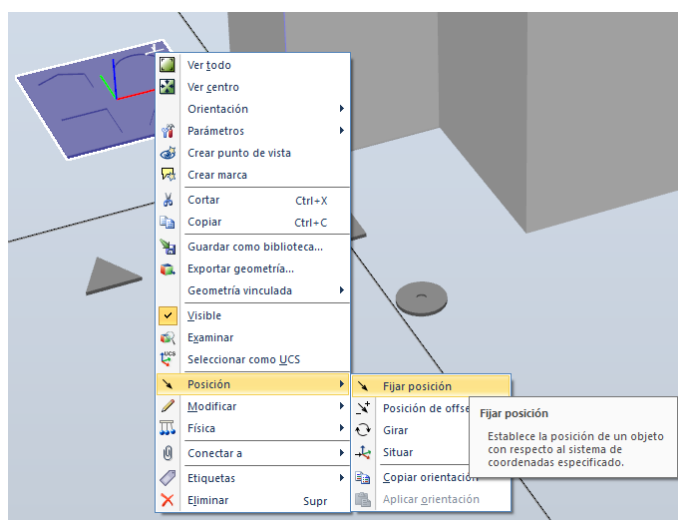 Ver todo
Ver centro
Orientación
Parámetros
Crear punto de vista
Crear marca
Cortar Ctrl+X
Copiar Ctrl+C
Guardar como biblioteca...
Exportar geometría...
Geometría vinculada
Visible
Examinar
UCS
Seleccionar como UCS
Posición
Modificar
Física
Conectar a
Etiquetas
Eliminar Supr
Fijar posición
Posición de offse
Girar
Situar
Copiar orientación
Aplicar orientación
Fijar posición
Establece la posición de un objeto
con respecto al sistema de
coordenadas especificado.